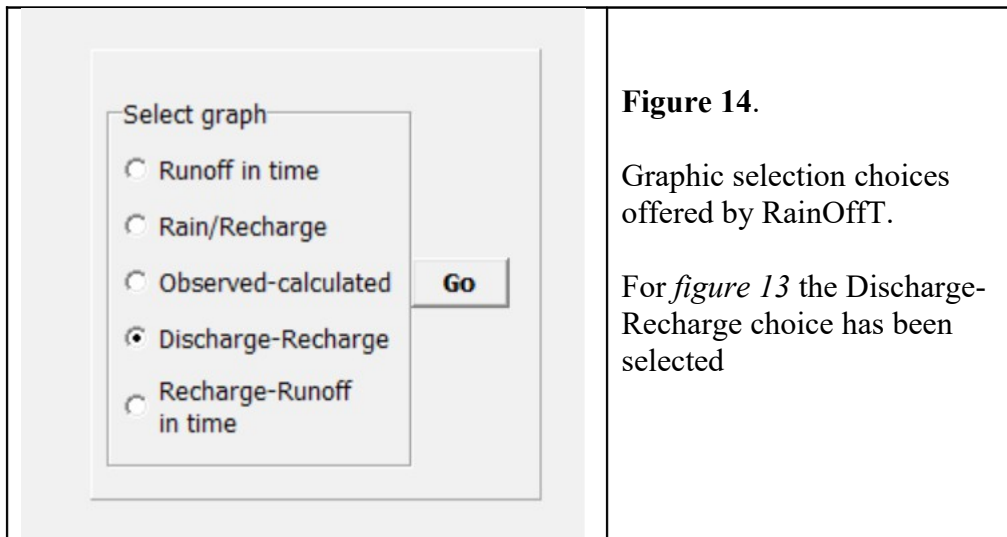 Select graph
Runoff in time
Rain/Recharge
Observed-calculated
Go
Discharge-Recharge
Recharge-Runoff
in time
Figure 14.
Graphic selection choices
offered by RainOffT.
For figure 13 the Discharge-
Recharge choice has been
selected